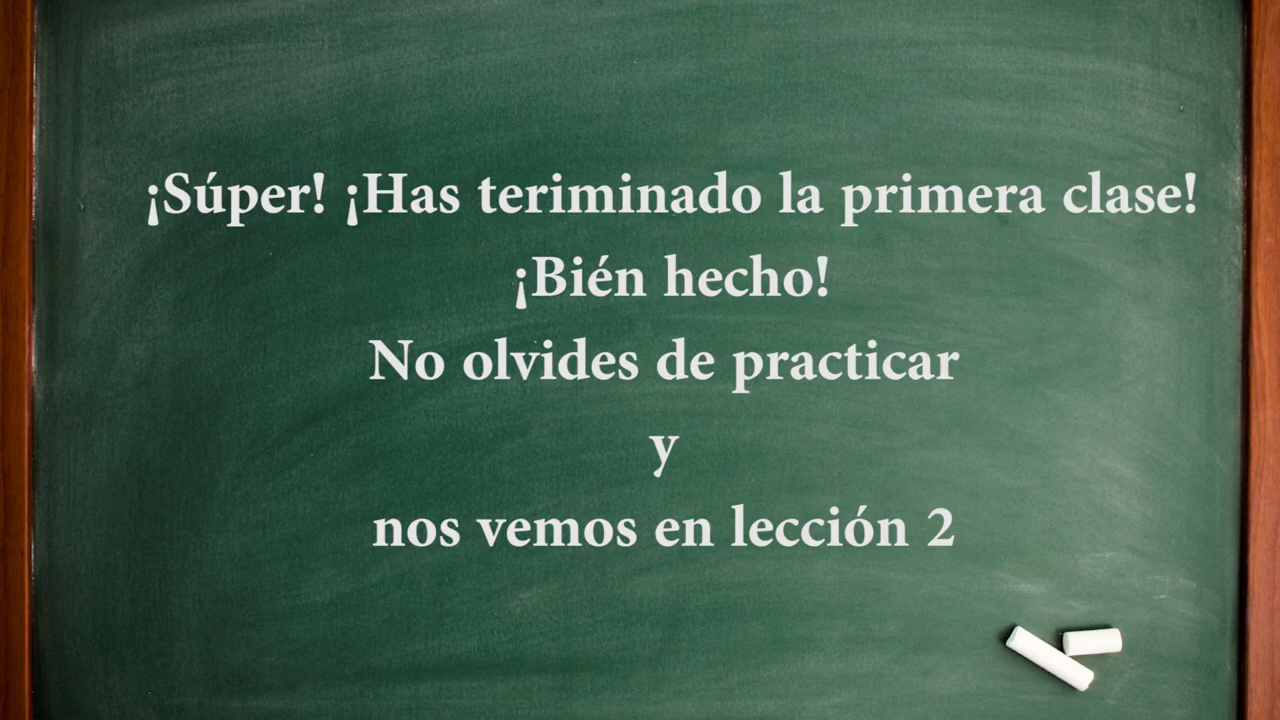 ¡Súper! ¡Has teriminado la primera clase!
¡Bién hecho!
No olvides de practicar
y
nos vemos en lección 2